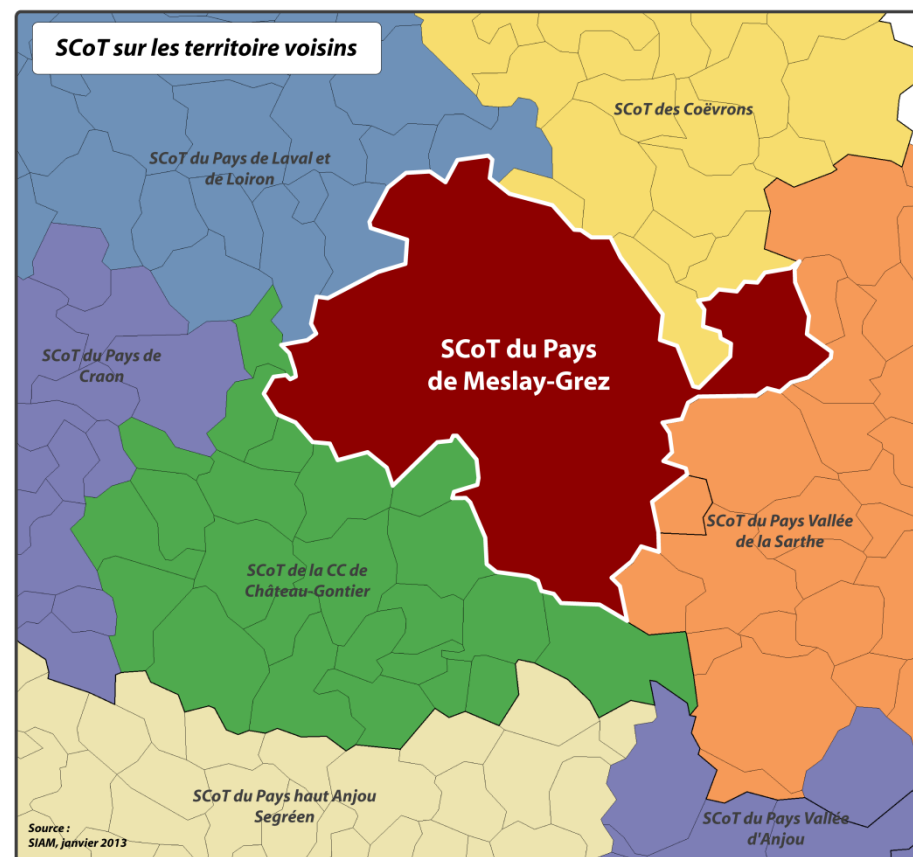 SCoT sur les territoire voisins
SCoT des Coëvrons
SCoT du Pays de Laval et
de Loiron
SCoT du Pays
de Meslay-Grez
SCoT du Pays de
Craon
SCoT du Pays Vallée
de la Sarthe
SCoT de la CC de
Château-Gontier
SCoT du Pays haut Anjou
Segréen
SCoT du Pays Vallée
d'Anjou
Source :
SIAM, janvier 2013